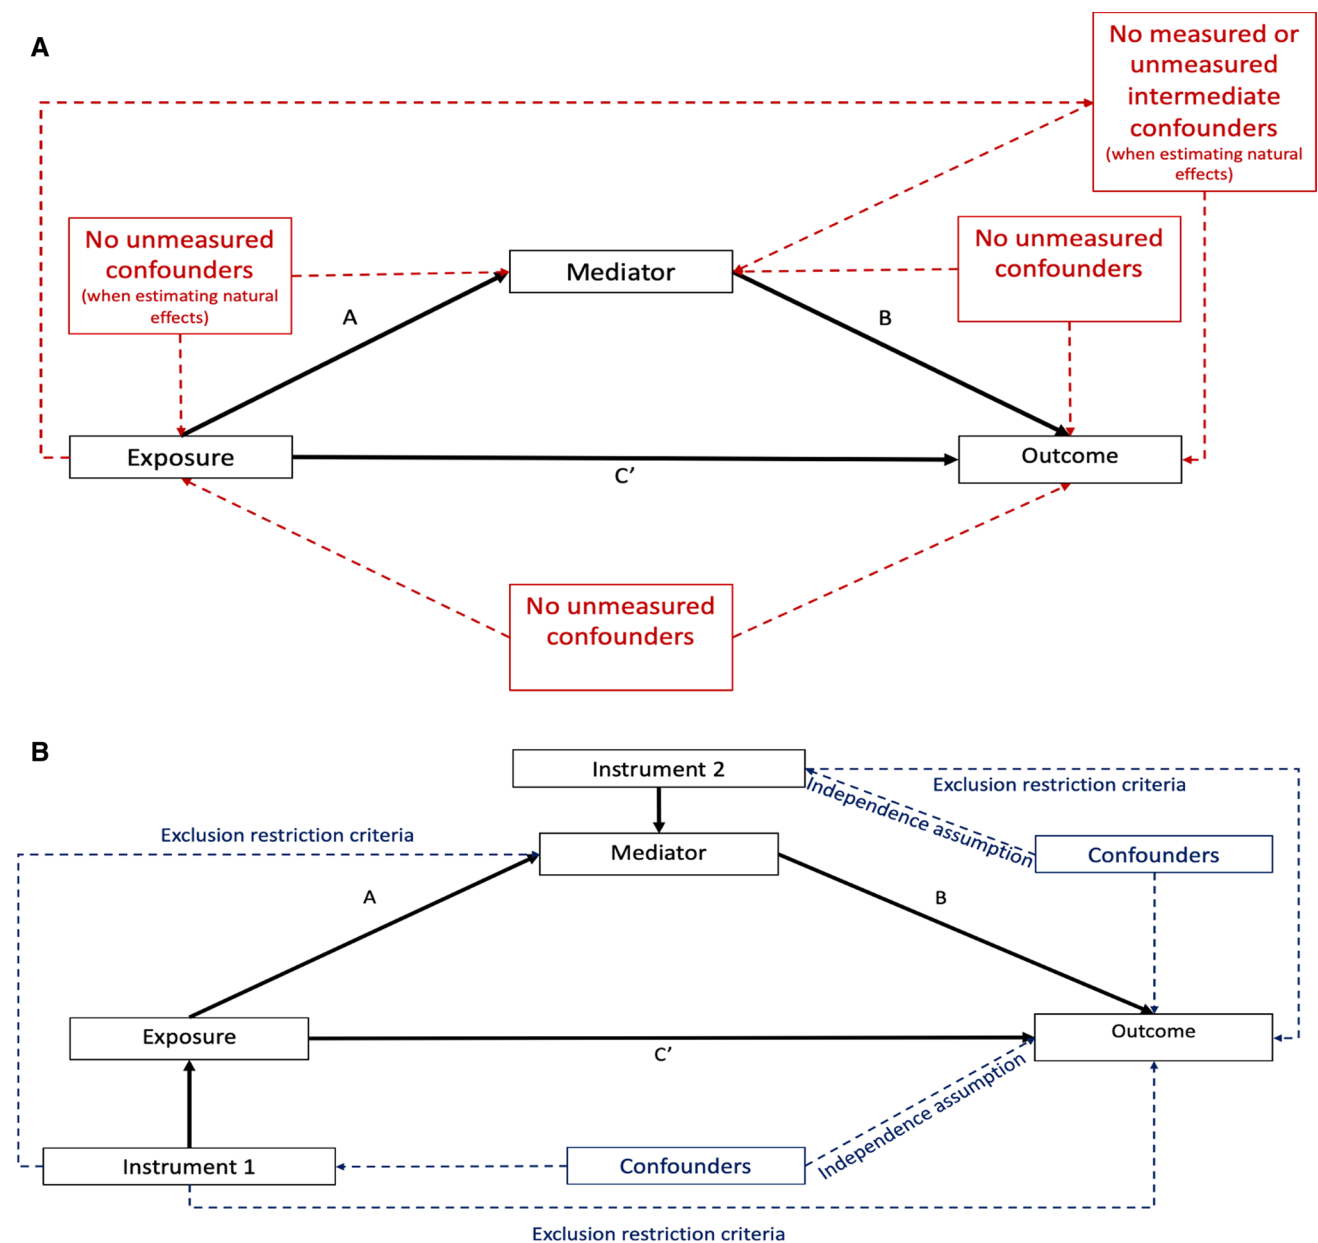 A
No measured or
unmeasured
intermediate
confounders
(when estimating natural
effects)
No unmeasured
confounders
(when estimating natural
effects)
Mediator
No unmeasured
confounders
A
B
Exposure
C’
Outcome
No unmeasured
confounders
B
Instrument 2
Exclusion restriction criteria
Independence assumption
Exclusion restriction criteria
Mediator
Confounders
A
B
Exposure
C’
Outcome
Independence assumption
Instrument 1
Confounders
Exclusion restriction criteria